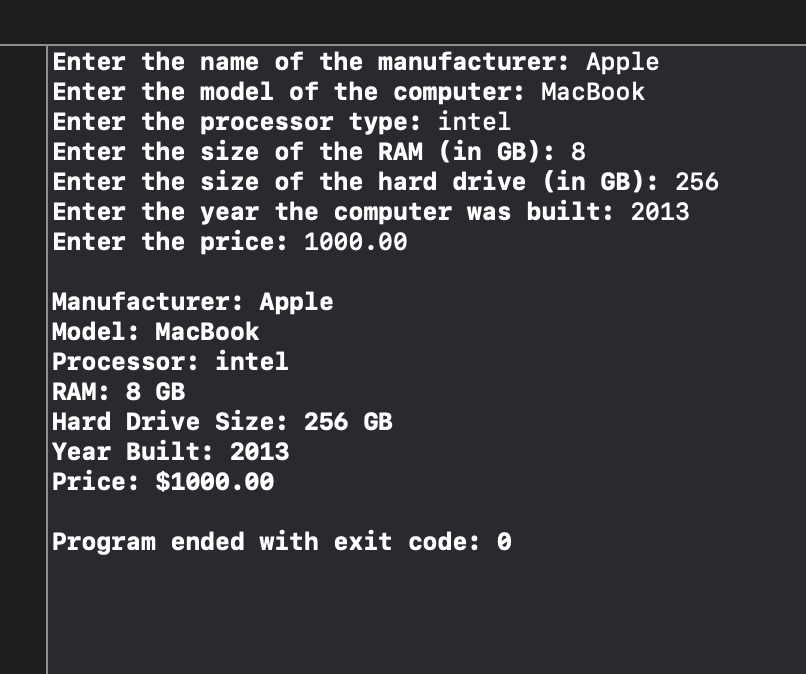 Enter the name of the manufacturer: Apple
Enter the model of the computer: MacBook
Enter the processor type: intel
Enter the size of the RAM (in GB): 8
Enter the size of the hard drive (in GB): 256
Enter the year the computer was built: 2013
Enter the price: 1000.00

Manufacturer: Apple
Model: MacBook
Processor: intel
RAM: 8 GB
Hard Drive Size: 256 GB
Year Built: 2013
Price: $1000.00

Program ended with exit code: 0